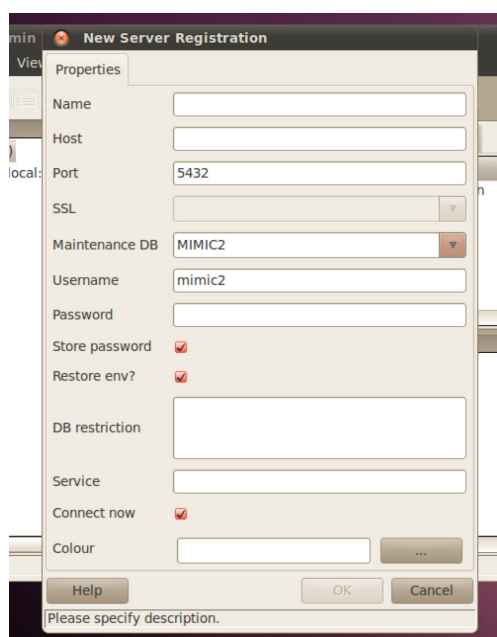 min
New Server Registration
View
Properties
Name
Host
)
local:
Port
5432
n
SSL
Maintenance DB
MIMIC2
Username
mimic2
Password
Store password
Restore env?
DB restriction
Service
Connect now
Colour
...
Help
OK
Cancel
Please specify description.